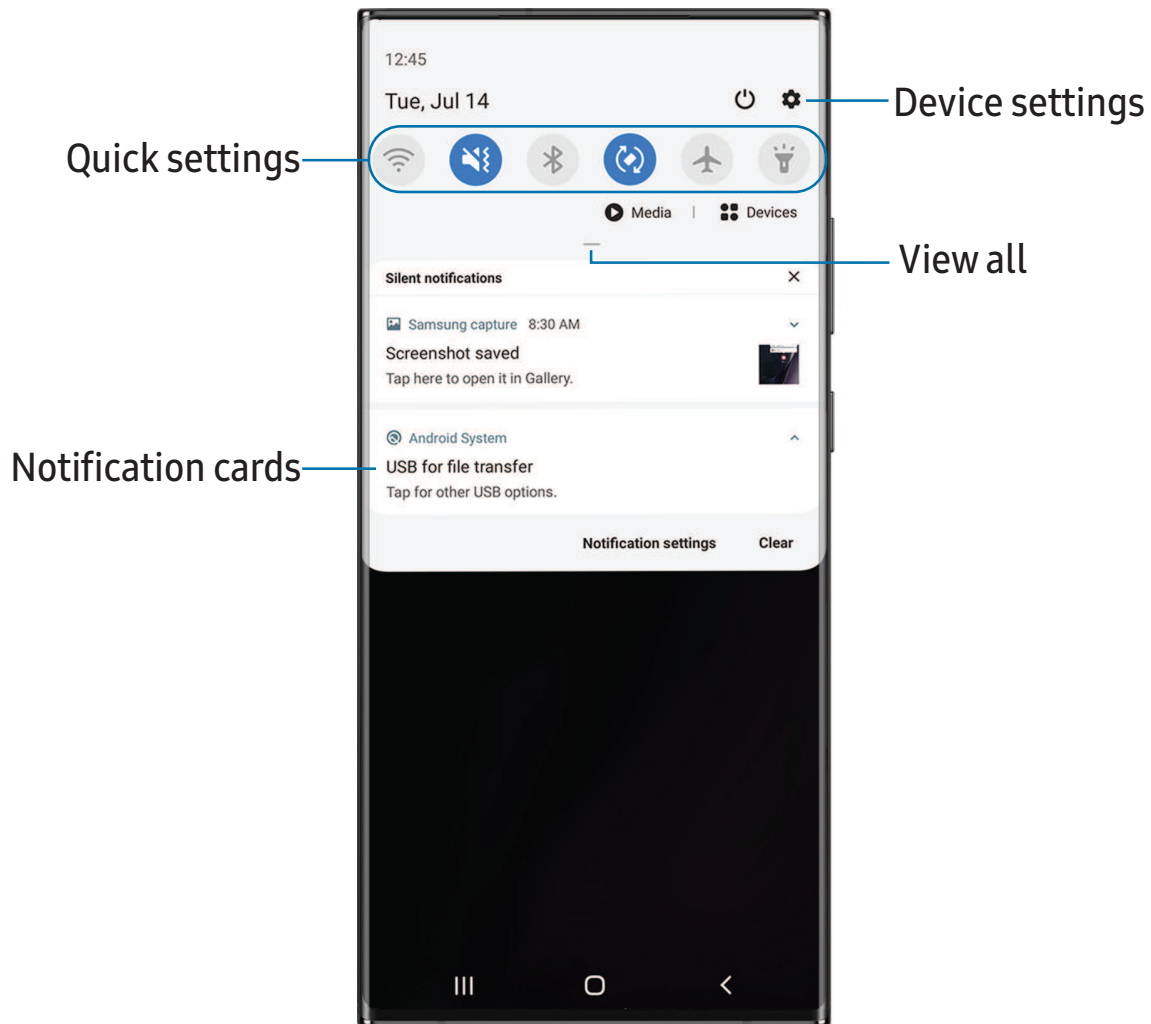 12:45
Tue, Jul 14
Device settings
Quick settings
Media | Devices
View all
Silent notifications
Samsung capture 8:30 AM
Screenshot saved
Tap here to open it in Gallery.
Android System
Notification cards
USB for file transfer
Tap for other USB options.
Notification settings Clear